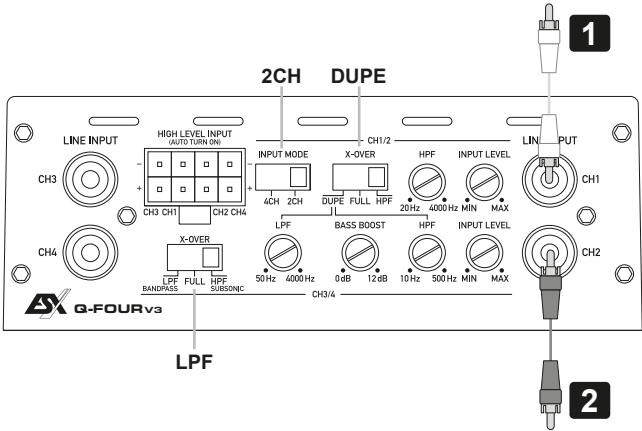 1
2CH DUPE
LINE INPUT
HIGH LEVEL INPUT
(AUTO TURN ON)
CH1/2
LINE INPUT
INPUT MODE X-OVER HPF INPUT LEVEL
CH3
CH1
- -
+ +
4CH 2CH
DUPE FULL HPF
20 Hz 4000 Hz MIN MAX
CH3 CH1 CH2 CH4
X-OVER
LPF BASS BOOST HPF INPUT LEVEL
CH4
CH2
LPF FULL HPF
BANDPASS SUBSONIC
50 Hz 4000 Hz 0 dB 12 dB 10 Hz 500 Hz MIN MAX
CH3/4
ESX Q-FOURV3
LPF
2